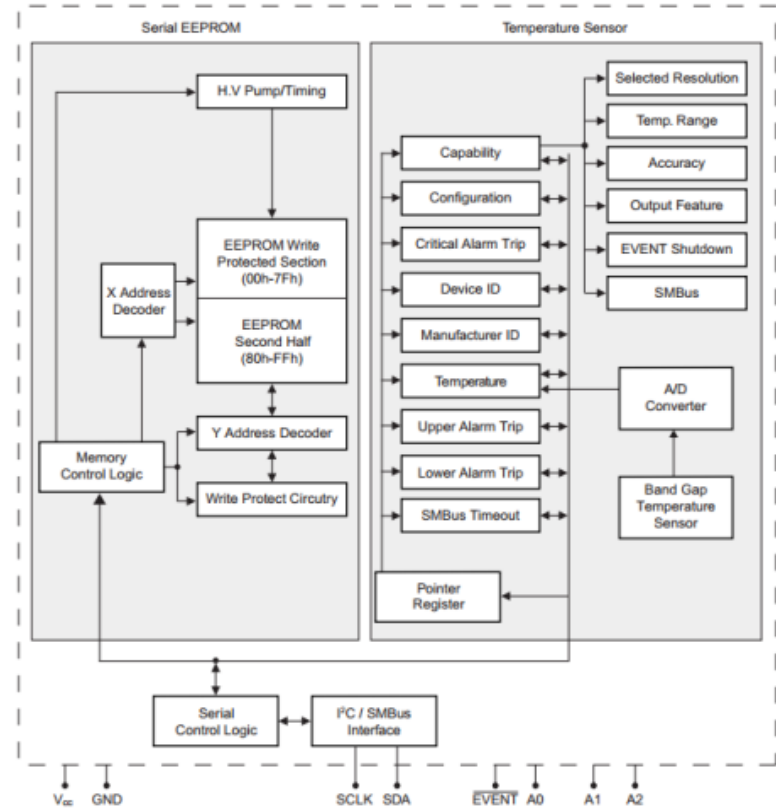 Serial EEPROM
Temperature Sensor
H.V Pump/Timing
EEPROM Write
Protected Section
(00h-7Fh)
X Address
Decoder
EEPROM
Second Half
(80h-FFh)
Memory
Control Logic
Y Address Decoder
Write Protect Circutry
Capability
Configuration
Critical Alarm Trip
Device ID
Manufacturer ID
Temperature
Upper Alarm Trip
Lower Alarm Trip
SMBus Timeout
Pointer
Register
Selected Resolution
Temp. Range
Accuracy
Output Feature
EVENT Shutdown
SMBus
A/D
Converter
Band Gap
Temperature
Sensor
Serial
Control Logic
I²C / SMBus
Interface
VCC GND SCLK SDA EVENT A0 A1 A2